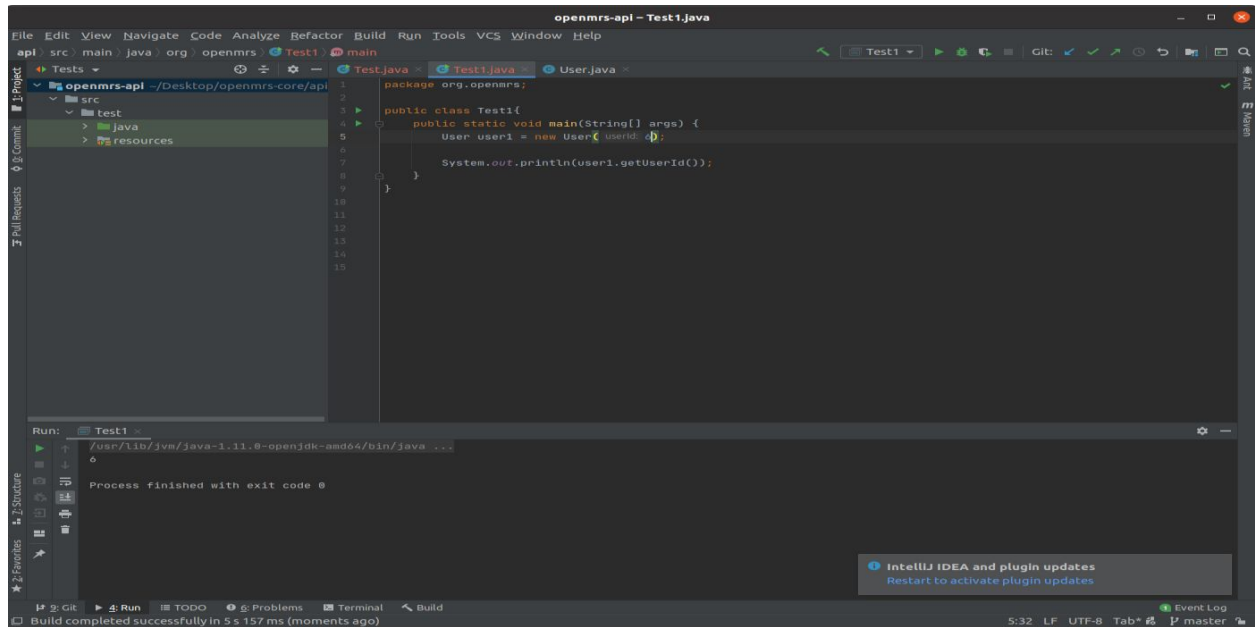 openmrs-api – Test1.java
File Edit View Navigate Code Analyze Refactor Build Run Tools VCS Window Help
api src main java org openmrs Test1 main
Test1
Git:
1: Project
Tests
Test.java
Test1.java
User.java
Ant
Maven
0: Commit
Pull Requests
openmrs-api ~/Desktop/openmrs-core/api
src
test
java
resources
1 package org.openmrs;
2
3 public class Test1{
4 public static void main(String[] args) {
5 User user1 = new User( userId: 6);
6
7 System.out.println(user1.getUserId());
8 }
9 }
10
11
12
13
14
15
Run: Test1
/usr/lib/jvm/java-1.11.0-openjdk-amd64/bin/java ...
6
Process finished with exit code 0
7: Structure
2: Favorites
IntelliJ IDEA and plugin updates
Restart to activate plugin updates
9: Git 4: Run TODO 6: Problems Terminal Build
1 Event Log
Build completed successfully in 5 s 157 ms (moments ago)
5:32 LF UTF-8 Tab* master